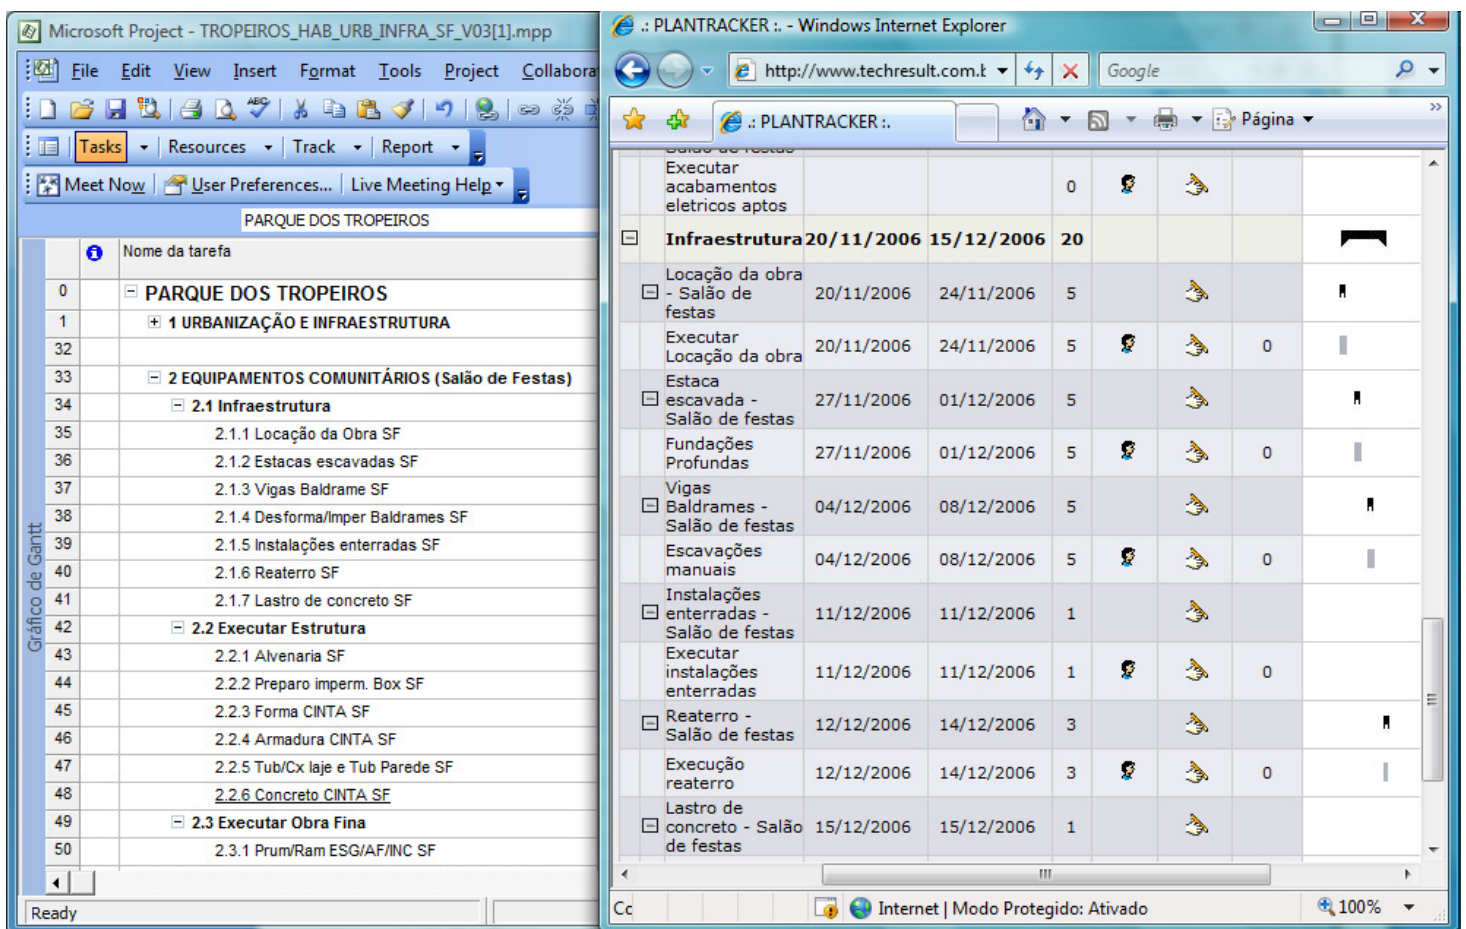 Microsoft Project - TROPEIROS_HAB_URB_INFRA_SF_V03[1].mpp
File Edit View Insert Format Tools Project Collabora
Tasks Resources Track Report
Meet Now User Preferences... Live Meeting Help
PARQUE DOS TROPEIROS
Nome da tarefa
0 PARQUE DOS TROPEIROS
1 1 URBANIZAÇÃO E INFRAESTRUTURA
32
33 2 EQUIPAMENTOS COMUNITÁRIOS (Salão de Festas)
34 2.1 Infraestrutura
35 2.1.1 Locação da Obra SF
36 2.1.2 Estacas escavadas SF
37 2.1.3 Vigas Baldrame SF
38 2.1.4 Desforma/Imper Baldrames SF
39 2.1.5 Instalações enterradas SF
40 2.1.6 Reaterro SF
41 2.1.7 Lastro de concreto SF
42 2.2 Executar Estrutura
43 2.2.1 Alvenaria SF
44 2.2.2 Preparo imperm. Box SF
45 2.2.3 Forma CINTA SF
46 2.2.4 Armadura CINTA SF
47 2.2.5 Tub/Cx laje e Tub Parede SF
48 2.2.6 Concreto CINTA SF
49 2.3 Executar Obra Fina
50 2.3.1 Prum/Ram ESG/AF/INC SF
Gráfico de Gantt
Ready
.: PLANTRACKER :. - Windows Internet Explorer
http://www.techresult.com.b Google
.: PLANTRACKER :. Página
Salão de festas
Executar
acabamentos 0
eletricos aptos
Infraestrutura 20/11/2006 15/12/2006 20
Locação da obra
- Salão de 20/11/2006 24/11/2006 5
festas
Executar
Locação da obra 20/11/2006 24/11/2006 5 0
Estaca
escavada - 27/11/2006 01/12/2006 5
Salão de festas
Fundações
Profundas 27/11/2006 01/12/2006 5 0
Vigas
Baldrames - 04/12/2006 08/12/2006 5
Salão de festas
Escavações
manuais 04/12/2006 08/12/2006 5 0
Instalações
enterradas - 11/12/2006 11/12/2006 1
Salão de festas
Executar
instalações 11/12/2006 11/12/2006 1 0
enterradas
Reaterro -
Salão de festas 12/12/2006 14/12/2006 3
Execução
reaterro 12/12/2006 14/12/2006 3 0
Lastro de
concreto - Salão 15/12/2006 15/12/2006 1
de festas
Cc Internet | Modo Protegido: Ativado 100%